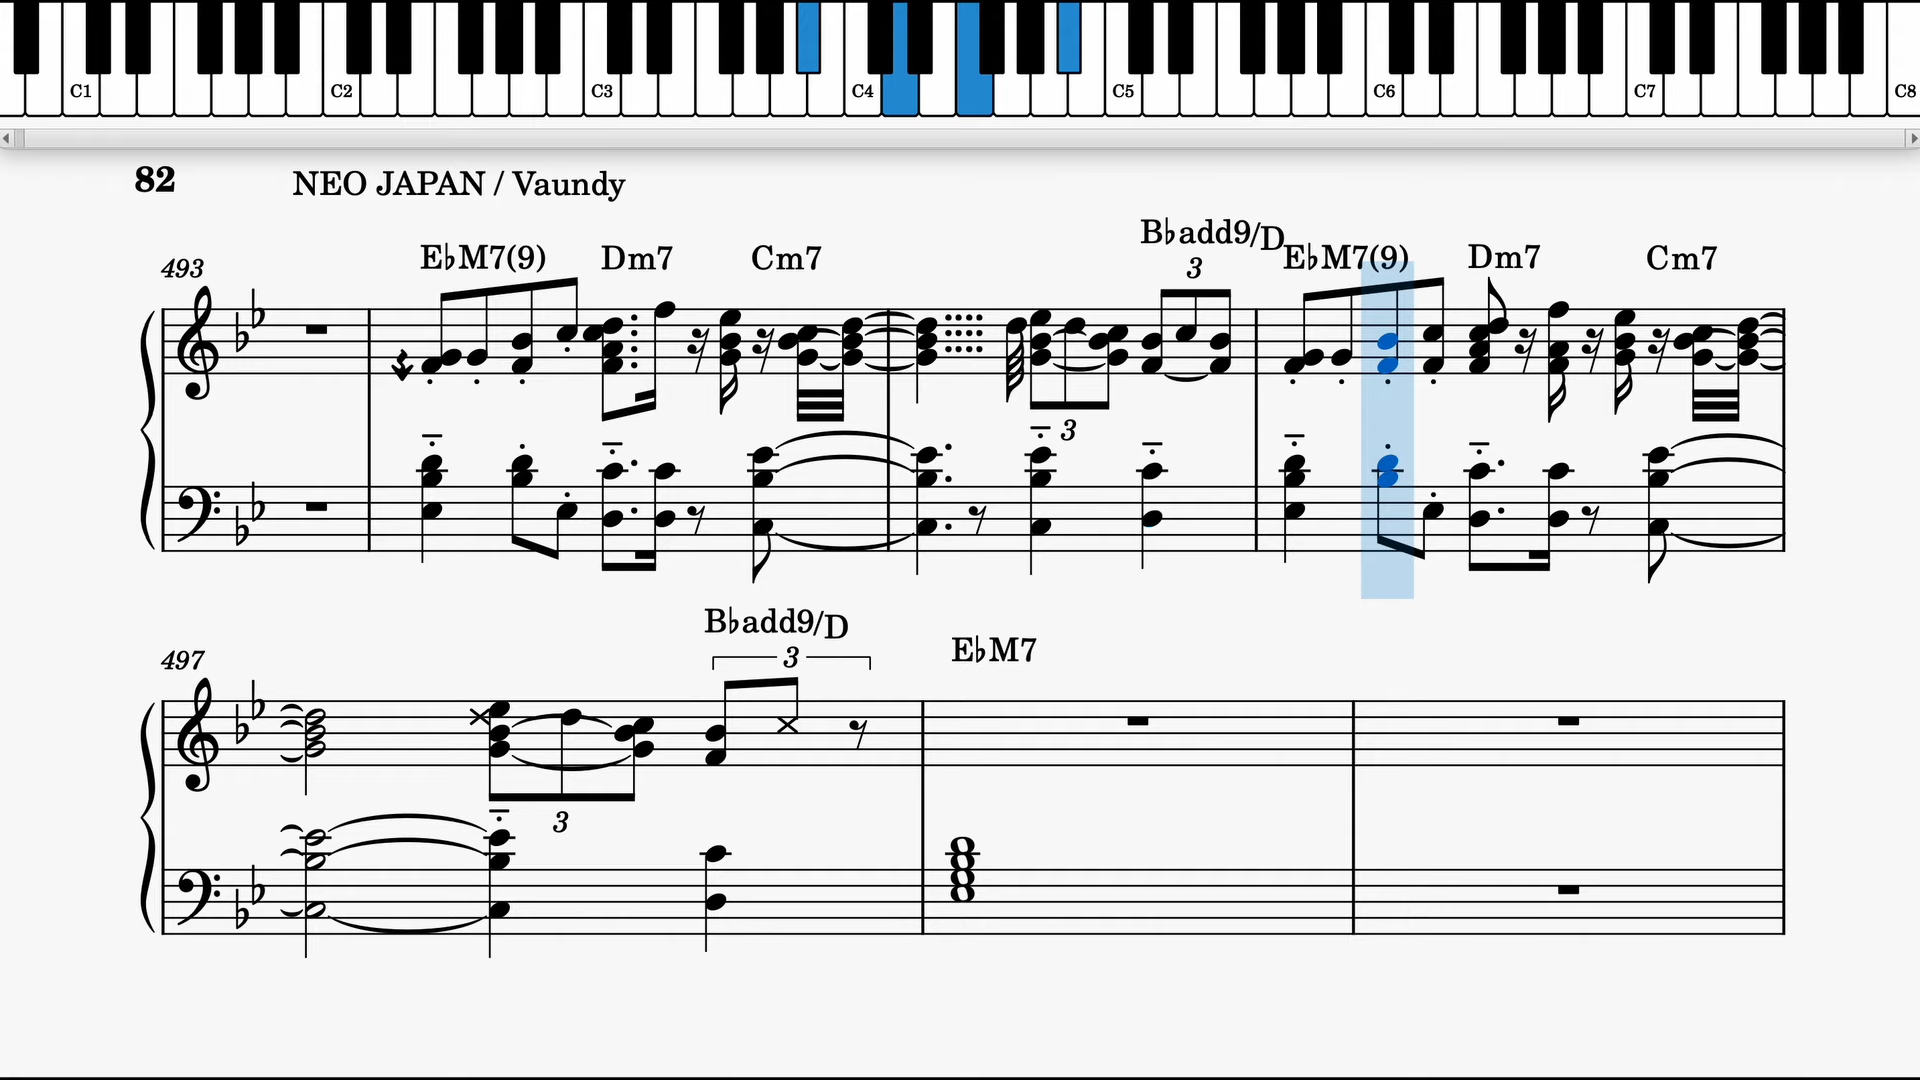 C1 C2 C3 C4 C5 C6 C7 C8
82 NEO JAPAN / Vaundy
B♭add9/D
493 E♭M7(9) Dm7 Cm7 3 E♭M7(9) Dm7 Cm7
3
B♭add9/D
497 3 E♭M7
3